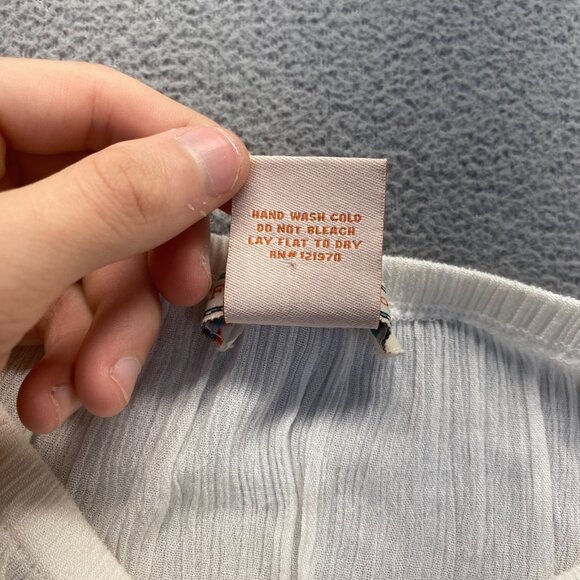 HAND WASH COLD
DO NOT BLEACH
LAY FLAT TO DRY
RN# 121970